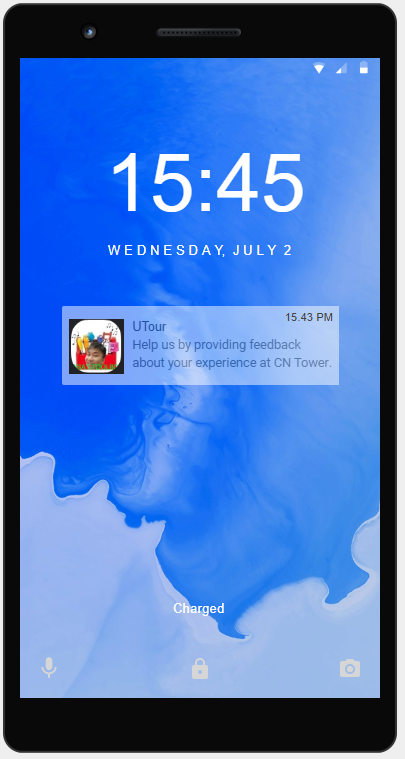 15:45
WEDNESDAY, JULY 2
15.43 PM
UTour
Help us by providing feedback
about your experience at CN Tower.
Charged